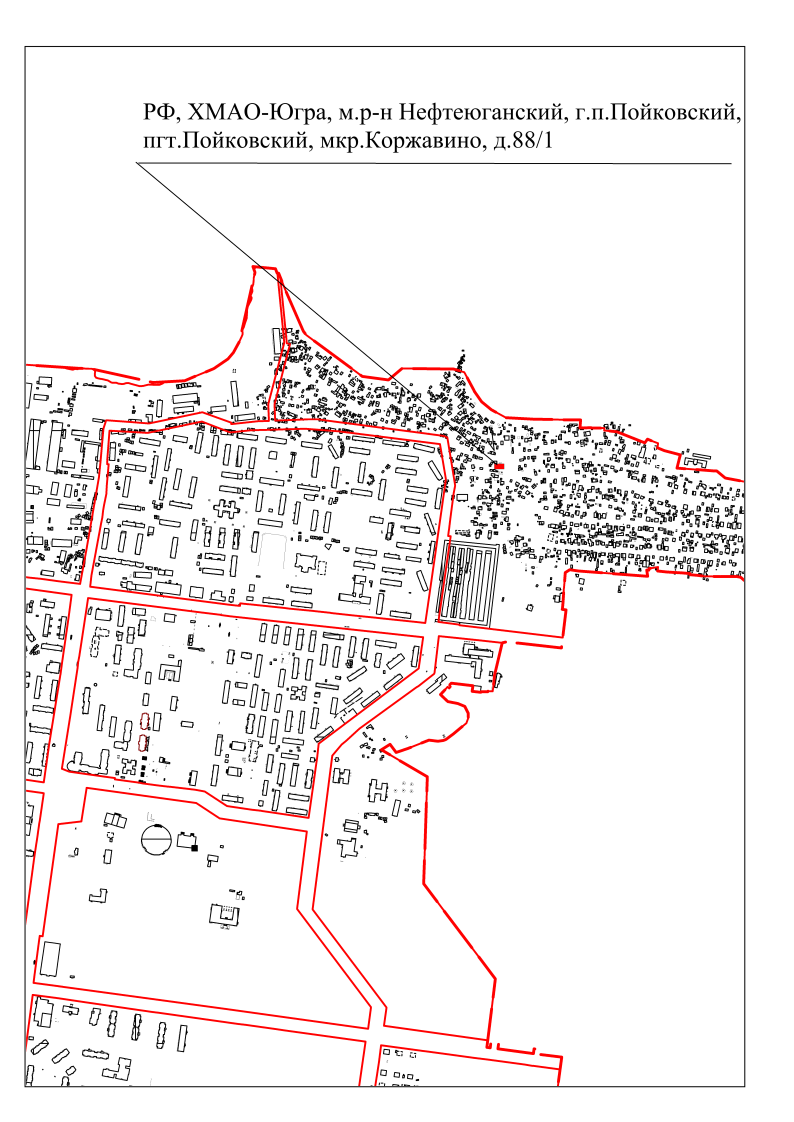 РФ, ХМАО-Югра, м.р-н Нефтеюганский, г.п.Пойковский,
пгт.Пойковский, мкр.Коржавино, д.88/1